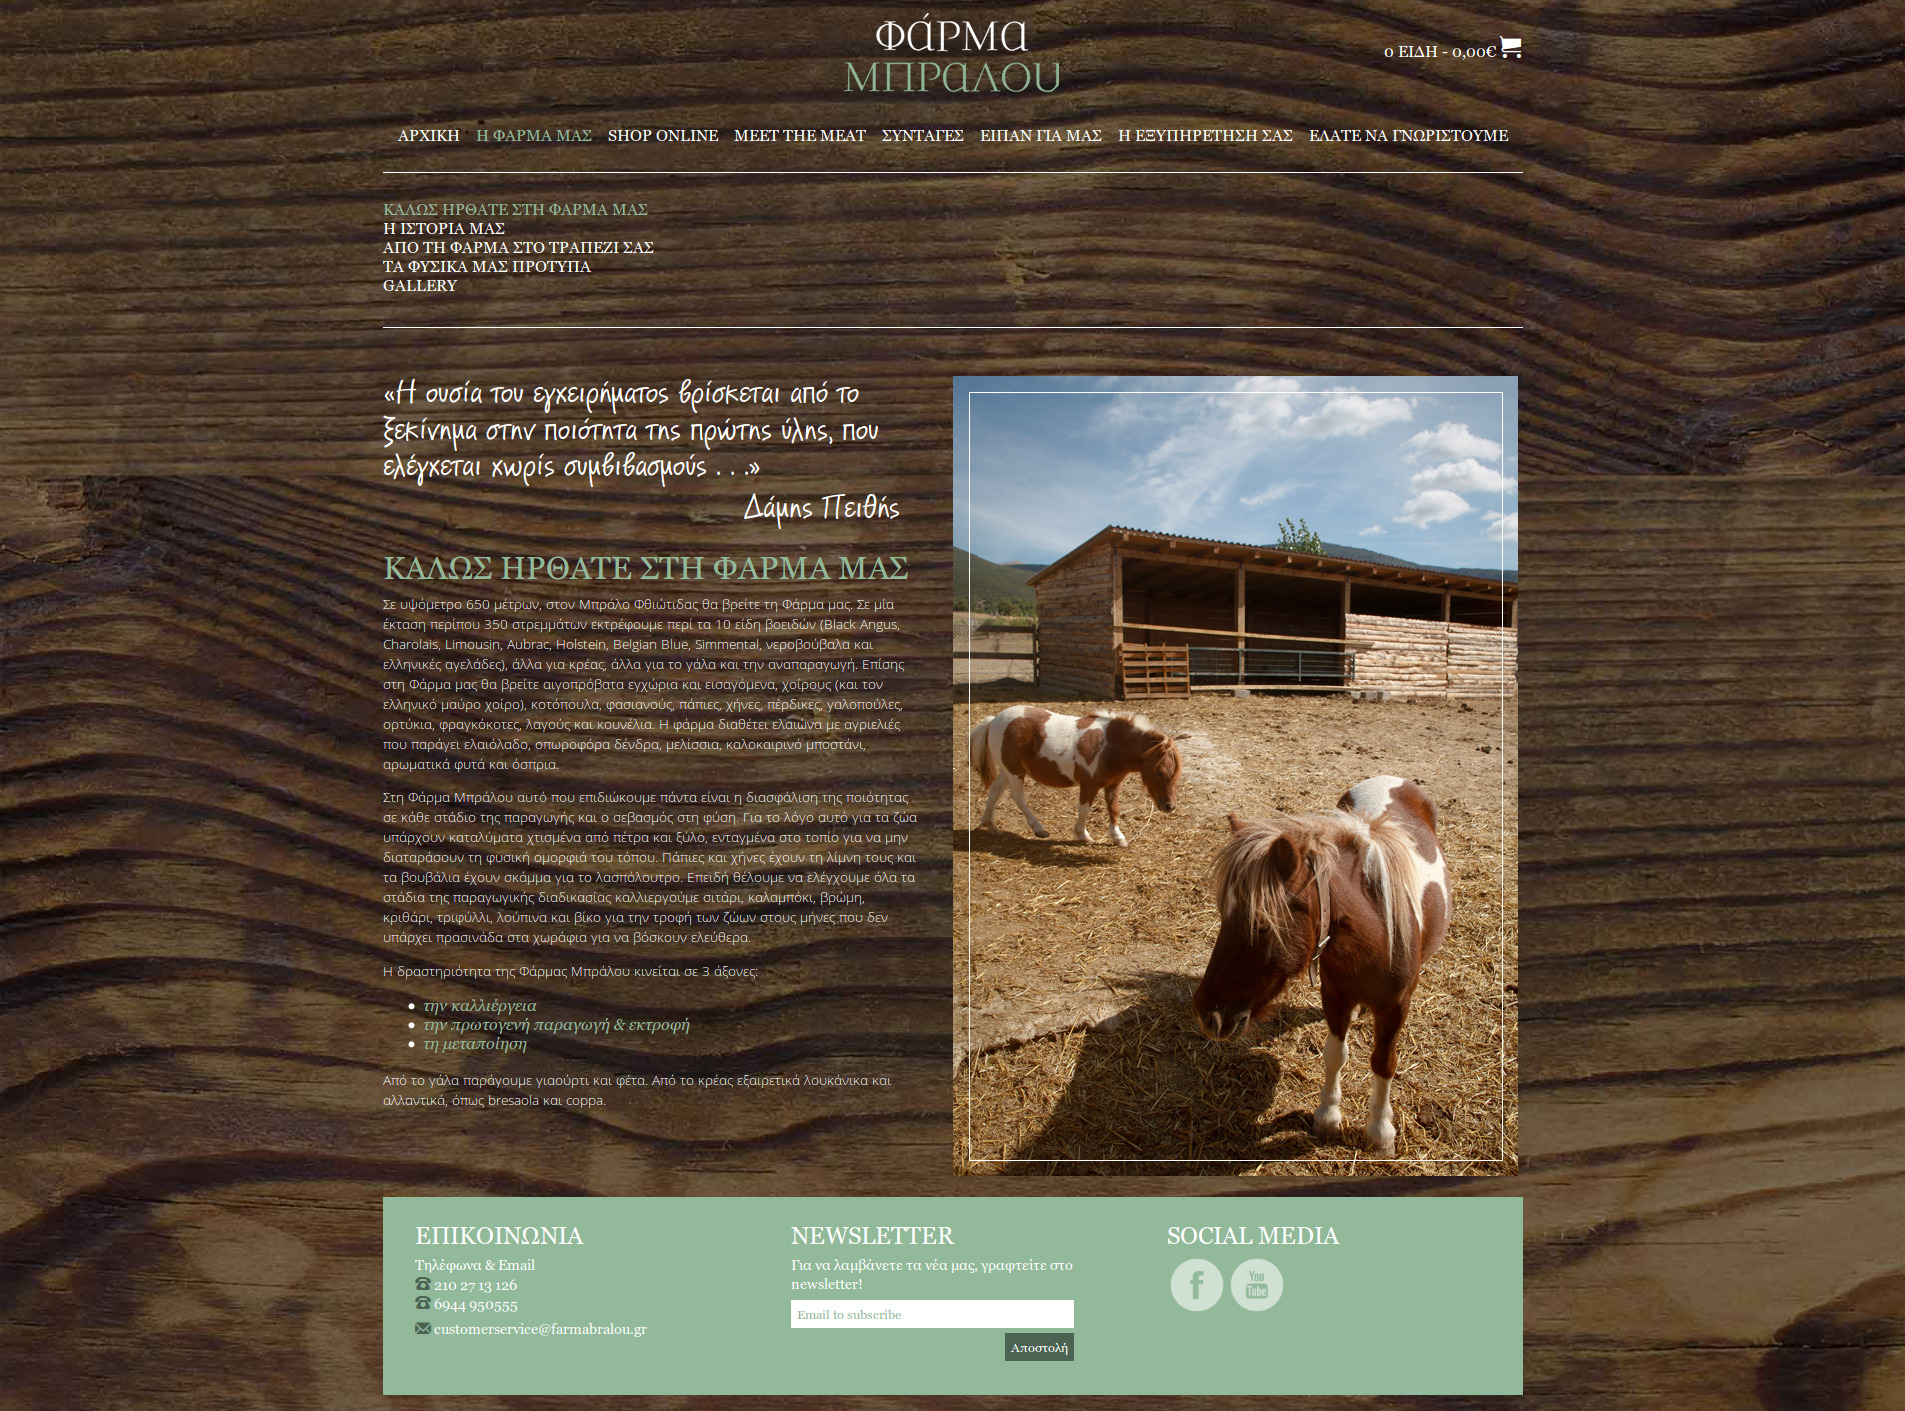 Φάρμα
Μπραλου
0 ΕΙΔΗ - 0,00€
ΑΡΧΙΚΗ Η ΦΑΡΜΑ ΜΑΣ SHOP ONLINE MEET THE MEAT ΣΥΝΤΑΓΕΣ ΕΙΠΑΝ ΓΙΑ ΜΑΣ Η ΕΞΥΠΗΡΕΤΗΣΗ ΣΑΣ ΕΛΑΤΕ ΝΑ ΓΝΩΡΙΣΤΟΥΜΕ
ΚΑΛΩΣ ΗΡΘΑΤΕ ΣΤΗ ΦΑΡΜΑ ΜΑΣ
Η ΙΣΤΟΡΙΑ ΜΑΣ
ΑΠΟ ΤΗ ΦΑΡΜΑ ΣΤΟ ΤΡΑΠΕΖΙ ΣΑΣ
ΤΑ ΦΥΣΙΚΑ ΜΑΣ ΠΡΟΤΥΠΑ
GALLERY
«Η ουσία του εγχειρήματος βρίσκεται από το
ξεκίνημα στην ποιότητα της πρώτης ύλης, που
ελέγχεται χωρίς συμβιβασμούς . . .»
Δάμης Πειθής
ΚΑΛΩΣ ΗΡΘΑΤΕ ΣΤΗ ΦΑΡΜΑ ΜΑΣ
Σε υψόμετρο 650 μέτρων, στον Μπράλο Φθιώτιδας θα βρείτε τη Φάρμα μας. Σε μία
έκταση περίπου 350 στρεμμάτων εκτρέφουμε περί τα 10 είδη βοειδών (Black Angus,
Charolais, Limousin, Aubrac, Holstein, Belgian Blue, Simmental, νεροβούβαλα και
ελληνικές αγελάδες), άλλα για κρέας, άλλα για το γάλα και την αναπαραγωγή. Επίσης
στη Φάρμα μας θα βρείτε αιγοπρόβατα εγχώρια και εισαγόμενα, χοίρους (και τον
ελληνικό μαύρο χοίρο), κοτόπουλα, φασιανούς, πάπιες, χήνες, πέρδικες, γαλοπούλες,
ορτύκια, φραγκόκοτες, λαγούς και κουνέλια. Η φάρμα διαθέτει ελαιώνα με αγριελιές
που παράγει ελαιόλαδο, οπωροφόρα δένδρα, μελίσσια, καλοκαιρινό μποστάνι,
αρωματικά φυτά και όσπρια.
Στη Φάρμα Μπράλου αυτό που επιδιώκουμε πάντα είναι η διασφάλιση της ποιότητας
σε κάθε στάδιο της παραγωγής και ο σεβασμός στη φύση. Για το λόγο αυτό για τα ζώα
υπάρχουν καταλύματα χτισμένα από πέτρα και ξύλο, ενταγμένα στο τοπίο για να μην
διαταράσουν τη φυσική ομορφιά του τόπου. Πάπιες και χήνες έχουν τη λίμνη τους και
τα βουβάλια έχουν σκάμμα για το λασπόλουτρο. Επειδή θέλουμε να ελέγχουμε όλα τα
στάδια της παραγωγικής διαδικασίας καλλιεργούμε σιτάρι, καλαμπόκι, βρώμη,
κριθάρι, τριφύλλι, λούπινα και βίκο για την τροφή των ζώων στους μήνες που δεν
υπάρχει πρασινάδα στα χωράφια για να βόσκουν ελεύθερα.
Η δραστηριότητα της Φάρμας Μπράλου κινείται σε 3 άξονες:
την καλλιέργεια
την πρωτογενή παραγωγή & εκτροφή
τη μεταποίηση
Από το γάλα παράγουμε γιαούρτι και φέτα. Από το κρέας εξαιρετικά λουκάνικα και
αλλαντικά, όπως bresaola και coppa.
ΕΠΙΚΟΙΝΩΝΙΑ
Τηλέφωνα & Email
210 27 13 126
6944 950555
customerservice@farmabralou.gr
NEWSLETTER
Για να λαμβάνετε τα νέα μας, γραφτείτε στο
newsletter!
Email to subscribe
Αποστολή
SOCIAL MEDIA
f
You
Tube